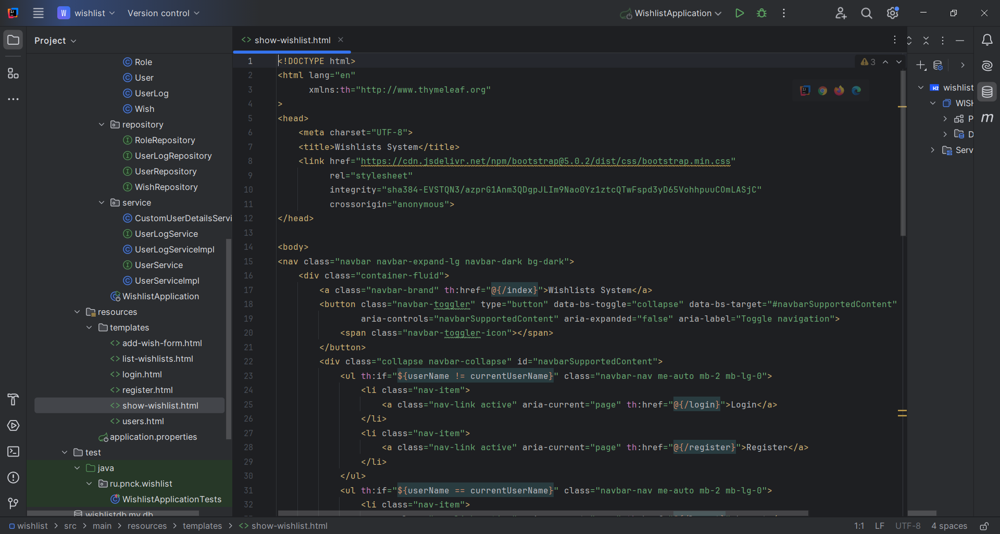 W wishlist Version control WishlistApplication
Project
Role
User
UserLog
Wish
repository
RoleRepository
UserLogRepository
UserRepository
WishRepository
service
CustomUserDetailsServi
UserLogService
UserLogServiceImpl
UserService
UserServiceImpl
WishlistApplication
resources
templates
add-wish-form.html
list-wishlists.html
login.html
register.html
show-wishlist.html
users.html
application.properties
test
java
ru.pnck.wishlist
WishlistApplicationTests
wishlistdb.mv.db
show-wishlist.html
3
1 <!DOCTYPE html>
2 <html lang="en"
3 xmlns:th="http://www.thymeleaf.org"
4 >
5 <head>
6 <meta charset="UTF-8">
7 <title>Wishlists System</title>
8 <link href="https://cdn.jsdelivr.net/npm/bootstrap@5.0.2/dist/css/bootstrap.min.css"
9 rel="stylesheet"
10 integrity="sha384-EVSTQN3/azprG1Anm3QDgpJLIm9Nao0Yz1ztcQTwFspd3yD65VohhpuuCOmLASjC"
11 crossorigin="anonymous">
12 </head>
13
14 <body>
15 <nav class="navbar navbar-expand-lg navbar-dark bg-dark">
16 <div class="container-fluid">
17 <a class="navbar-brand" th:href="@{/index}">Wishlists System</a>
18 <button class="navbar-toggler" type="button" data-bs-toggle="collapse" data-bs-target="#navbarSupportedContent"
19 aria-controls="navbarSupportedContent" aria-expanded="false" aria-label="Toggle navigation">
20 <span class="navbar-toggler-icon"></span>
21 </button>
22 <div class="collapse navbar-collapse" id="navbarSupportedContent">
23 <ul th:if="${userName != currentUserName}" class="navbar-nav me-auto mb-2 mb-lg-0">
24 <li class="nav-item">
25 <a class="nav-link active" aria-current="page" th:href="@{/login}">Login</a>
26 </li>
27 <li class="nav-item">
28 <a class="nav-link active" aria-current="page" th:href="@{/register}">Register</a>
29 </li>
30 </ul>
31 <ul th:if="${userName == currentUserName}" class="navbar-nav me-auto mb-2 mb-lg-0">
32 <li class="nav-item">
H2 wishlist
WISH
P
D
Serv
m
wishlist > src > main > resources > templates > show-wishlist.html
1:1 LF UTF-8 4 spaces